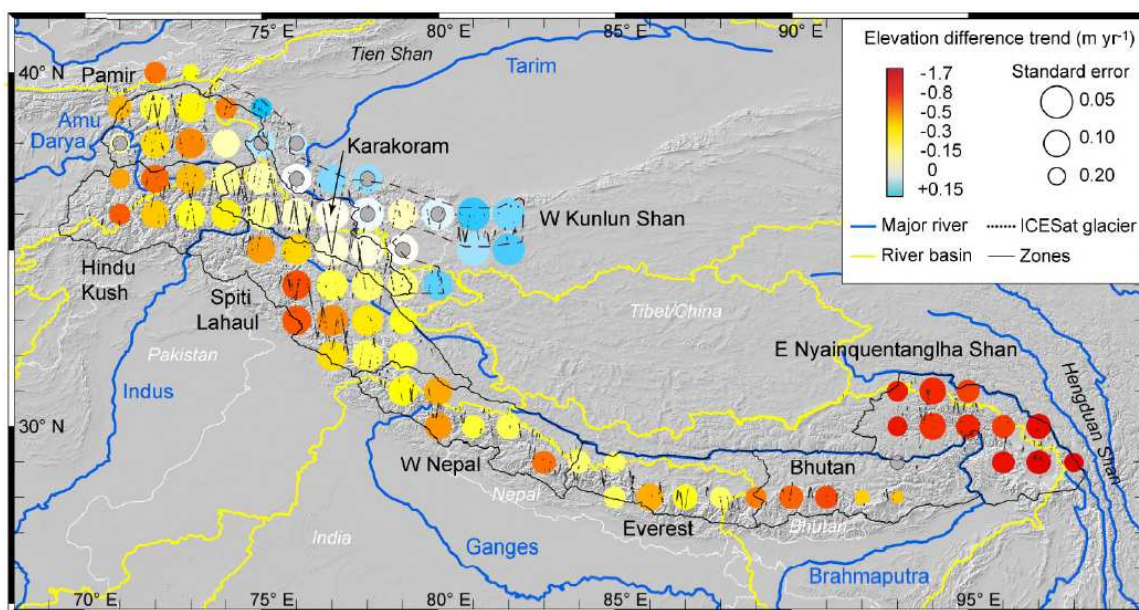 75° E
80° E
85° E
90° E
Tien Shan
40° N
Pamir
Tarim
Amu
Darya
Karakoram
W Kunlun Shan
Hindu
Kush
Spiti
Lahaul
Tibet/China
Pakistan
E Nyainquentanglha Shan
Indus
Hengduan Shan
30° N
W Nepal
Bhutan
Nepal
Everest
Bhutan
India
Ganges
Brahmaputra
70° E
75° E
80° E
85° E
90° E
95° E
Elevation difference trend (m yr-1)
-1.7
-0.8
-0.5
-0.3
-0.15
0
+0.15
Standard error
0.05
0.10
0.20
Major river
River basin
ICESat glacier
Zones